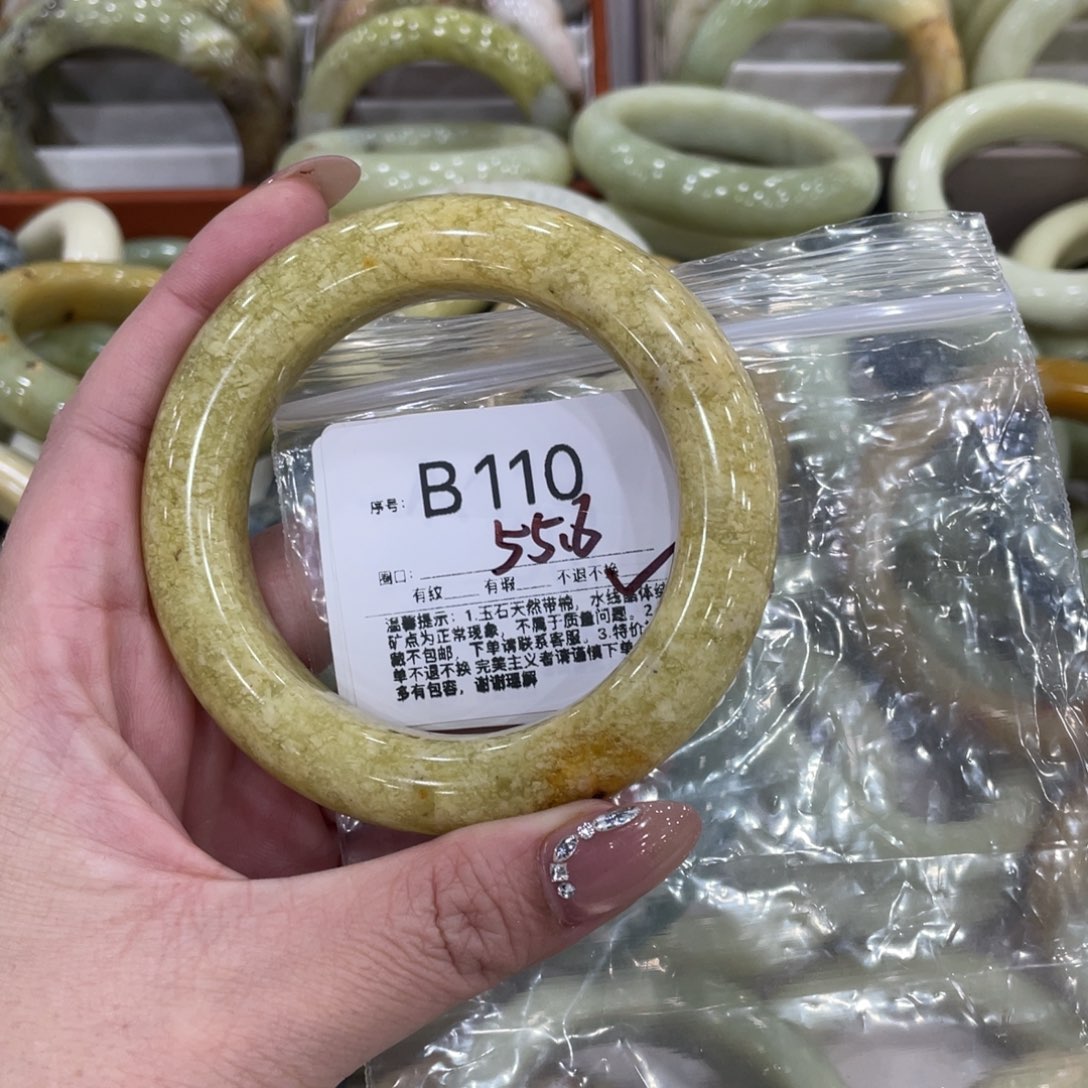 序号: B110
圈口: 55.6
有纹 有瑕 不退不换 ✓
温馨提示: 1.玉石天然带棉, 水线晶体
矿点为正常现象, 不属于质量问题。2.
不包邮, 下单请联系客服。3.特价
单不退不换 完美主义者请谨慎下单
多有包容, 谢谢理解